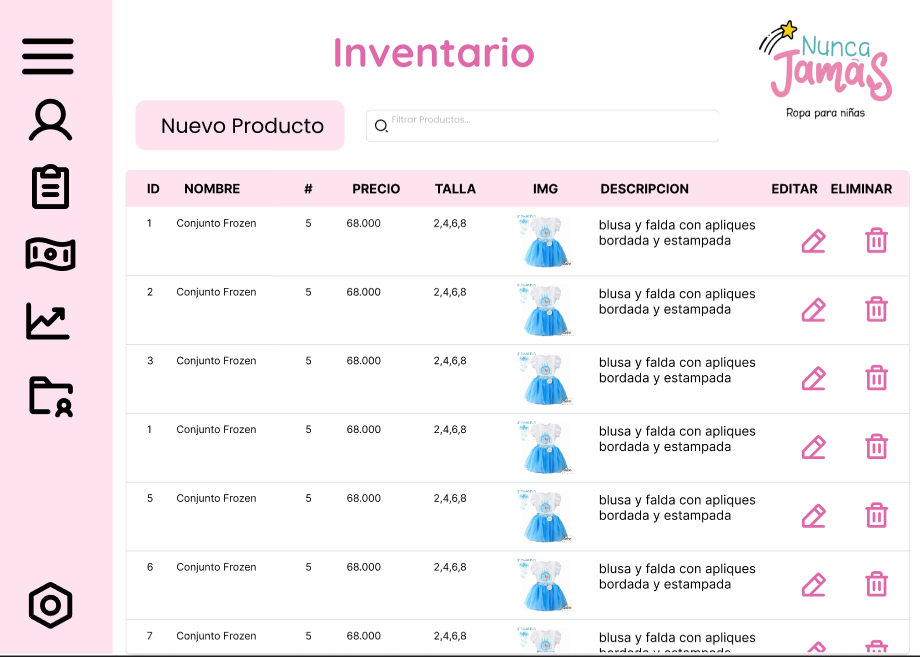 Inventario
Nunca
Jamás
Ropa para niñas
Nuevo Producto
Filtrar Productos...
ID NOMBRE # PRECIO TALLA IMG DESCRIPCION EDITAR ELIMINAR
1 Conjunto Frozen 5 68.000 2,4,6,8 blusa y falda con apliques
bordada y estampada
2 Conjunto Frozen 5 68.000 2,4,6,8 blusa y falda con apliques
bordada y estampada
3 Conjunto Frozen 5 68.000 2,4,6,8 blusa y falda con apliques
bordada y estampada
1 Conjunto Frozen 5 68.000 2,4,6,8 blusa y falda con apliques
bordada y estampada
5 Conjunto Frozen 5 68.000 2,4,6,8 blusa y falda con apliques
bordada y estampada
6 Conjunto Frozen 5 68.000 2,4,6,8 blusa y falda con apliques
bordada y estampada
7 Conjunto Frozen 5 68.000 2,4,6,8 blusa y falda con apliques
bordada y estampada